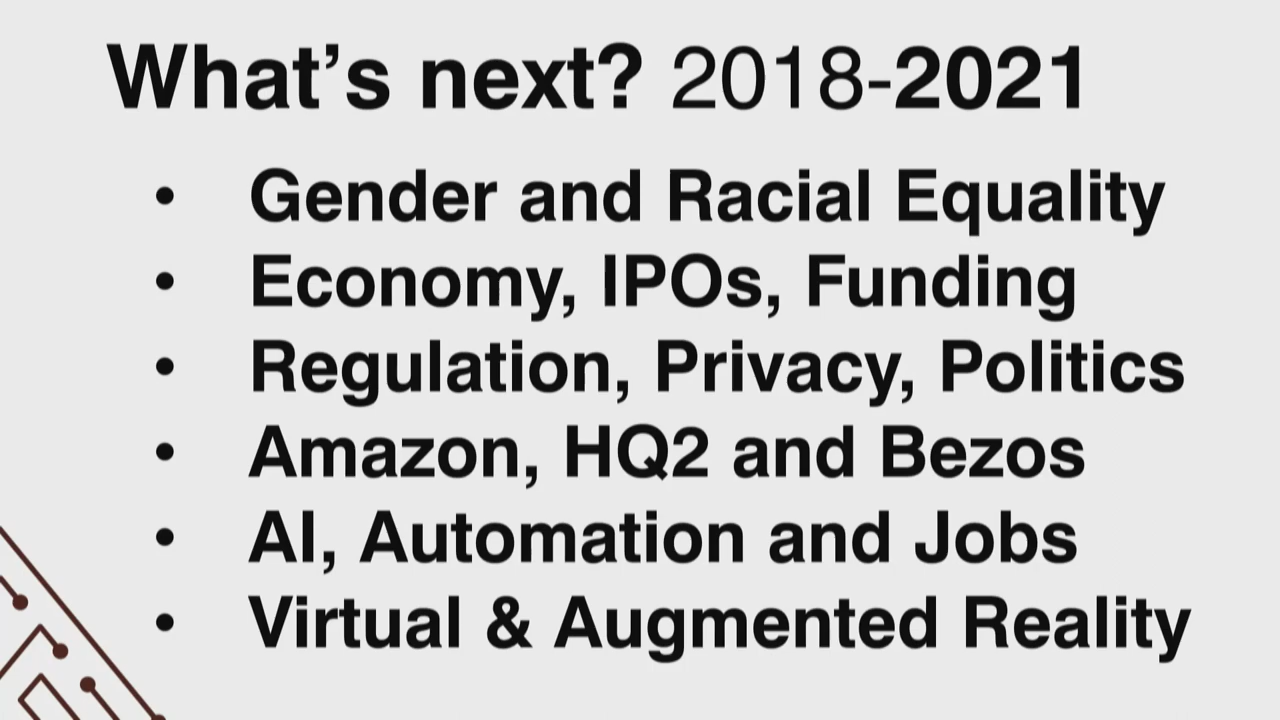 What’s next? 2018-2021
• Gender and Racial Equality
• Economy, IPOs, Funding
• Regulation, Privacy, Politics
• Amazon, HQ2 and Bezos
• AI, Automation and Jobs
• Virtual & Augmented Reality